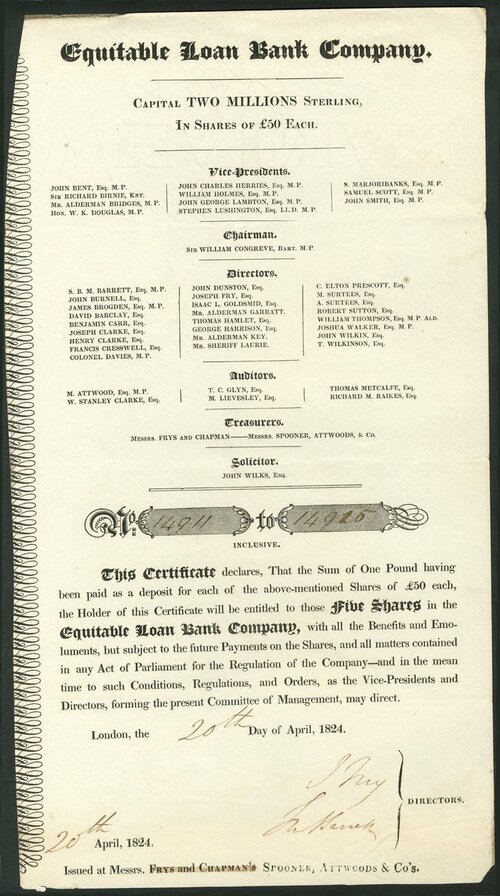 Equitable Loan Bank Company.
CAPITAL TWO MILLIONS STERLING,
IN SHARES OF £50 EACH.
Vice-Presidents.
JOHN BENT, Esq. M.P.
SIR RICHARD BIRNIE, KNT.
MR. ALDERMAN BRIDGES, M.P.
HON. W. K. DOUGLAS, M.P.
JOHN CHARLES HERRIES, Esq. M.P.
WILLIAM HOLMES, Esq. M.P.
JOHN GEORGE LAMBTON, Esq. M.P.
STEPHEN LUSHINGTON, Esq. LL.D. M.P.
S. MARJORIBANKS, Esq. M.P.
SAMUEL SCOTT, Esq. M.P.
JOHN SMITH, Esq. M.P.
Chairman.
SIR WILLIAM CONGREVE, BART. M.P.
Directors.
S. B. M. BARRETT, Esq. M.P.
JOHN BURNELL, Esq.
JAMES BROGDEN, Esq. M.P.
DAVID BARCLAY, Esq.
BENJAMIN CARR, Esq.
JOSEPH CLARKE, Esq.
HENRY CLARKE, Esq.
FRANCIS CRESSWELL, Esq.
COLONEL DAVIES, M.P.
JOHN DUNSTON, Esq.
JOSEPH FRY, Esq.
ISAAC L. GOLDSMID, Esq.
MR. ALDERMAN GARRATT.
THOMAS HAMLET, Esq.
GEORGE HARRISON, Esq.
MR. ALDERMAN KEY.
MR. SHERIFF LAURIE.
C. ELTON PRESCOTT, Esq.
M. SURTEES, Esq.
A. SURTEES, Esq.
ROBERT SUTTON, Esq.
WILLIAM THOMPSON, Esq. M.P. ALD.
JOSHUA WALKER, Esq. M.P.
JOHN WILKIN, Esq.
T. WILKINSON, Esq.
Auditors.
M. ATTWOOD, Esq. M.P.
W. STANLEY CLARKE, Esq.
T. C. GLYN, Esq.
M. LIEVESLEY, Esq.
THOMAS METCALFE, Esq.
RICHARD M. RAIKES, Esq.
Treasurers.
MESSRS. FRYS AND CHAPMAN——MESSRS. SPOONER, ATTWOODS, & Co.
Solicitor.
JOHN WILKS, Esq.
No. 14911 to 14925
INCLUSIVE.
This Certificate declares, That the Sum of One Pound having
been paid as a deposit for each of the above-mentioned Shares of £50 each,
the Holder of this Certificate will be entitled to those Five Shares in the
Equitable Loan Bank Company, with all the Benefits and Emo-
luments, but subject to the future Payments on the Shares, and all matters contained
in any Act of Parliament for the Regulation of the Company—and in the mean
time to such Conditions, Regulations, and Orders, as the Vice-Presidents and
Directors, forming the present Committee of Management, may direct.
London, the 20th Day of April, 1824.
DIRECTORS.
20th April, 1824.
Issued at Messrs. FRYS AND CHAPMAN'S SPOONER, ATTWOODS & Co's.